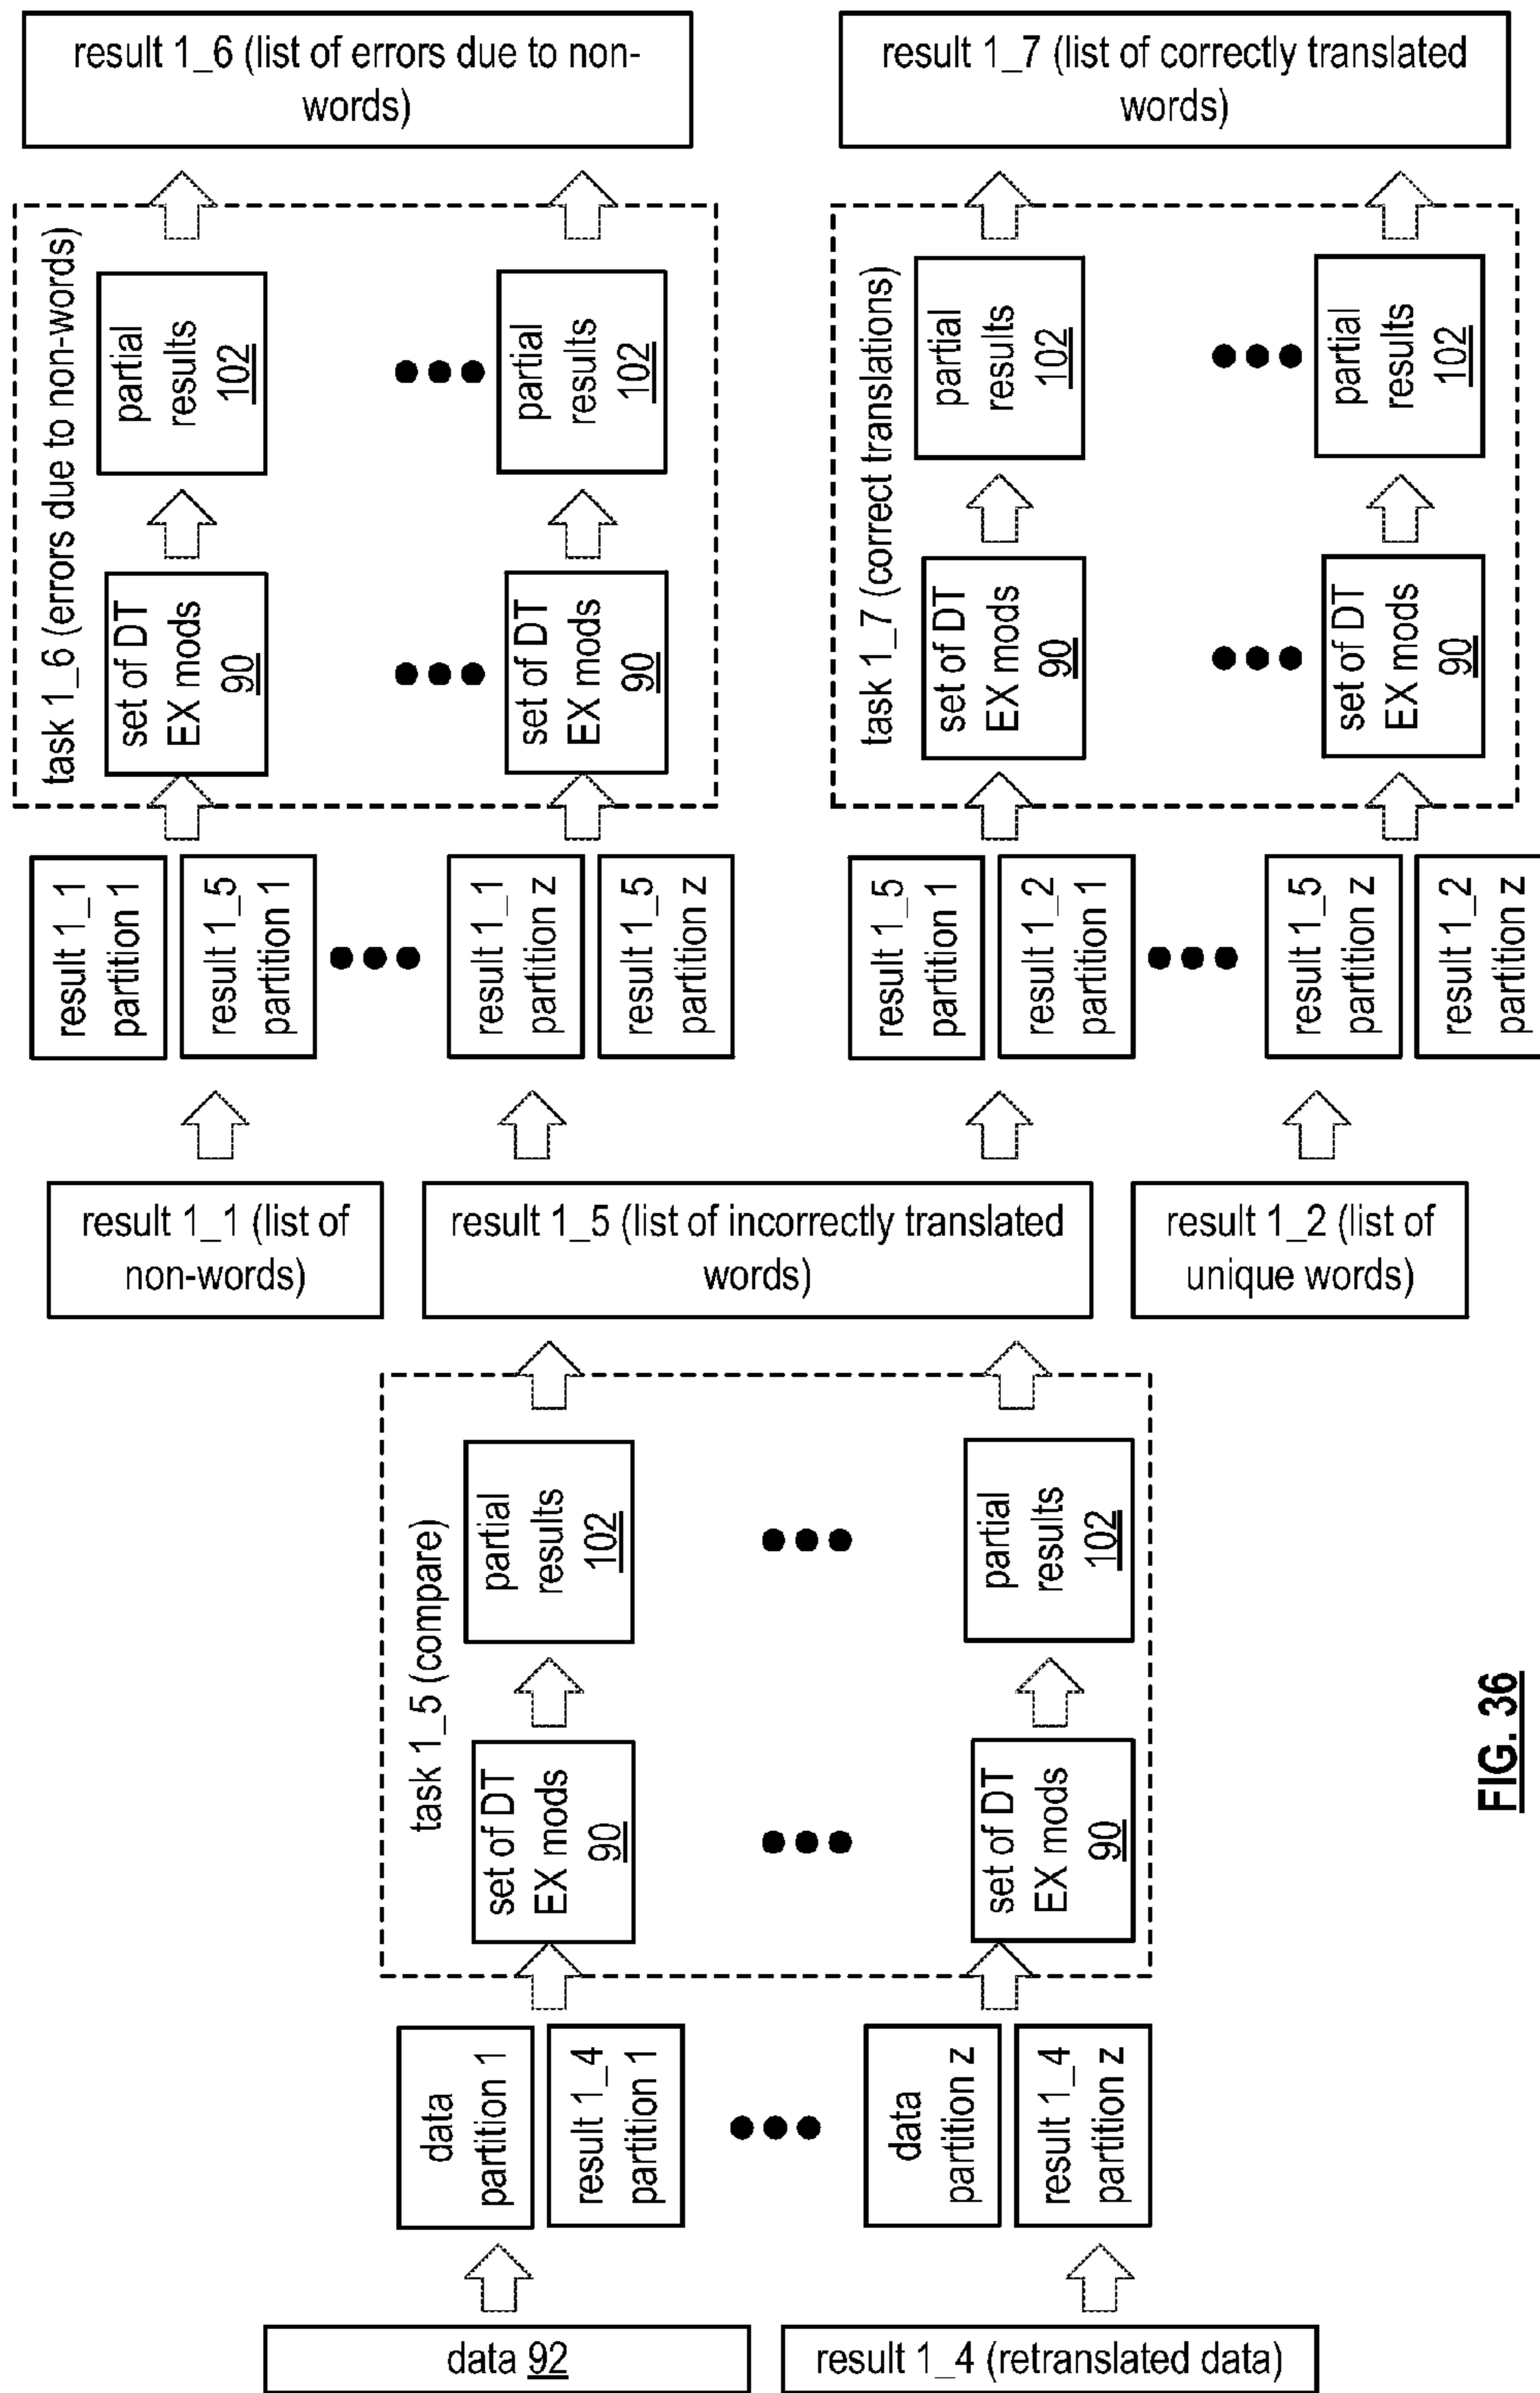 data 92
result 1_4 (retranslated data)
data
partition 1
result 1_4
partition 1
data
partition z
result 1_4
partition z
task 1_5 (compare)
set of DT
EX mods
90
partial
results
102
set of DT
EX mods
90
partial
results
102
result 1_1 (list of
non-words)
result 1_5 (list of incorrectly translated
words)
result 1_2 (list of
unique words)
result 1_1
partition 1
result 1_5
partition 1
result 1_1
partition z
result 1_5
partition z
result 1_5
partition 1
result 1_2
partition 1
result 1_5
partition z
result 1_2
partition z
task 1_6 (errors due to non-words)
set of DT
EX mods
90
partial
results
102
set of DT
EX mods
90
partial
results
102
task 1_7 (correct translations)
set of DT
EX mods
90
partial
results
102
set of DT
EX mods
90
partial
results
102
result 1_6 (list of errors due to non-
words)
result 1_7 (list of correctly translated
words)
FIG. 36